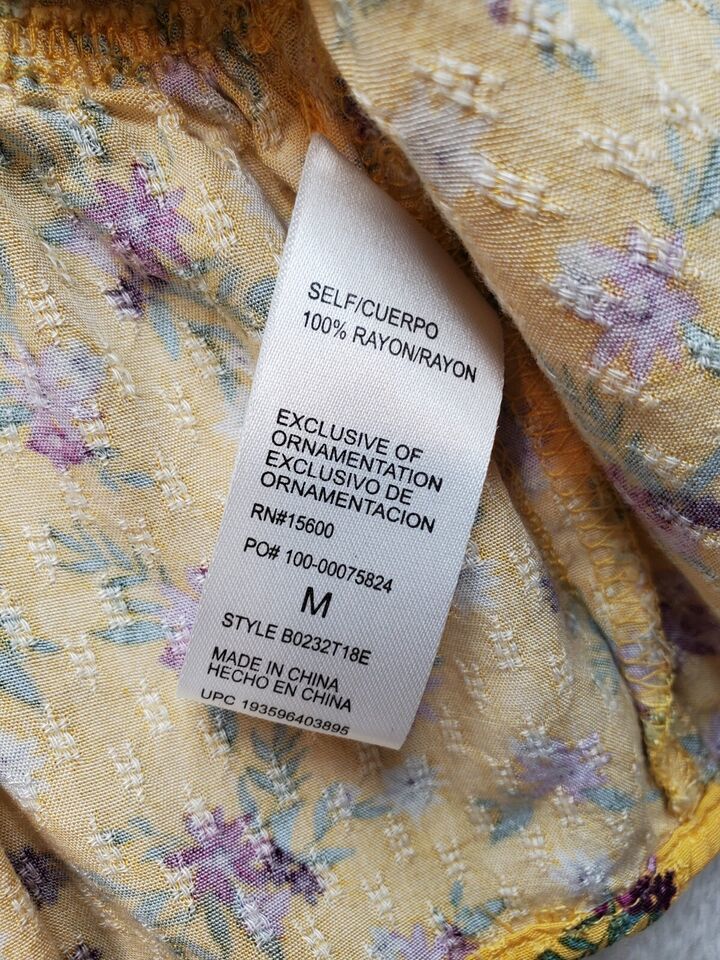 SELF/CUERPO
100% RAYON/RAYON
EXCLUSIVE OF
ORNAMENTATION
EXCLUSIVO DE
ORNAMENTACION
RN#15600
PO# 100-00075824
M
STYLE B0232T18E
MADE IN CHINA
HECHO EN CHINA
UPC 193596403895